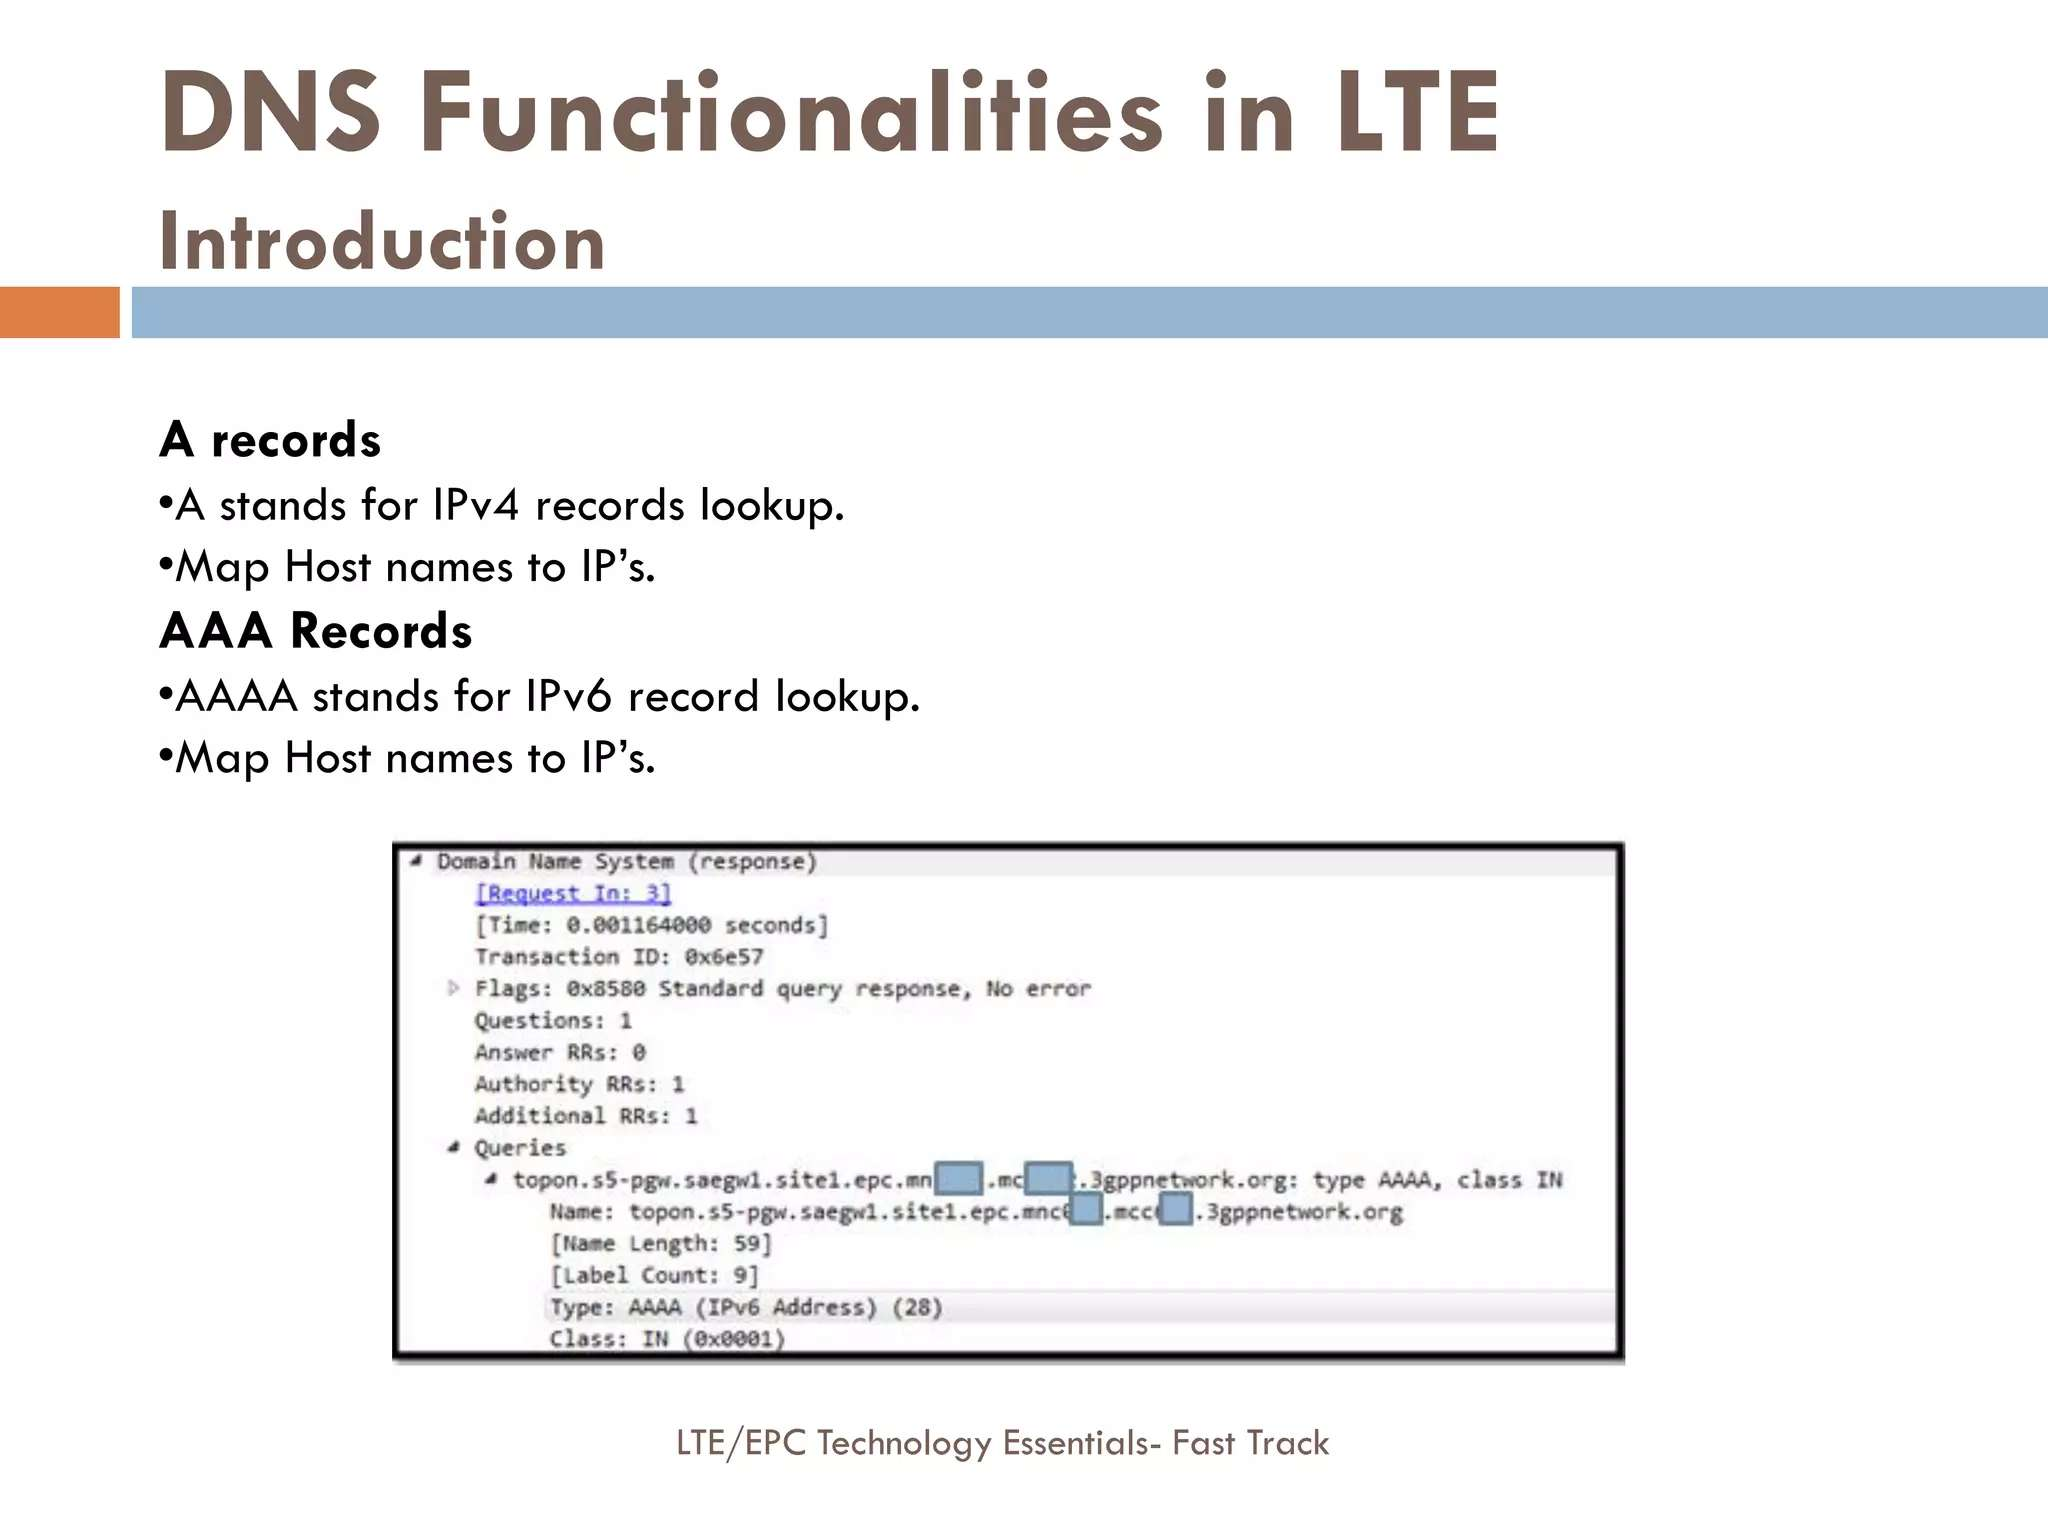 DNS Functionalities in LTE
Introduction
A records
•A stands for IPv4 records lookup.
•Map Host names to IP’s.
AAA Records
•AAAA stands for IPv6 record lookup.
•Map Host names to IP’s.
Domain Name System (response)
[Request In: 3]
[Time: 0.001164000 seconds]
Transaction ID: 0x6e57
Flags: 0x8580 Standard query response, No error
Questions: 1
Answer RRs: 0
Authority RRs: 1
Additional RRs: 1
Queries
topon.s5-pgw.saegw1.site1.epc.mn .mc .3gppnetwork.org: type AAAA, class IN
Name: topon.s5-pgw.saegw1.site1.epc.mnc .mcc .3gppnetwork.org
[Name Length: 59]
[Label Count: 9]
Type: AAAA (IPv6 Address) (28)
Class: IN (0x0001)
LTE/EPC Technology Essentials- Fast Track